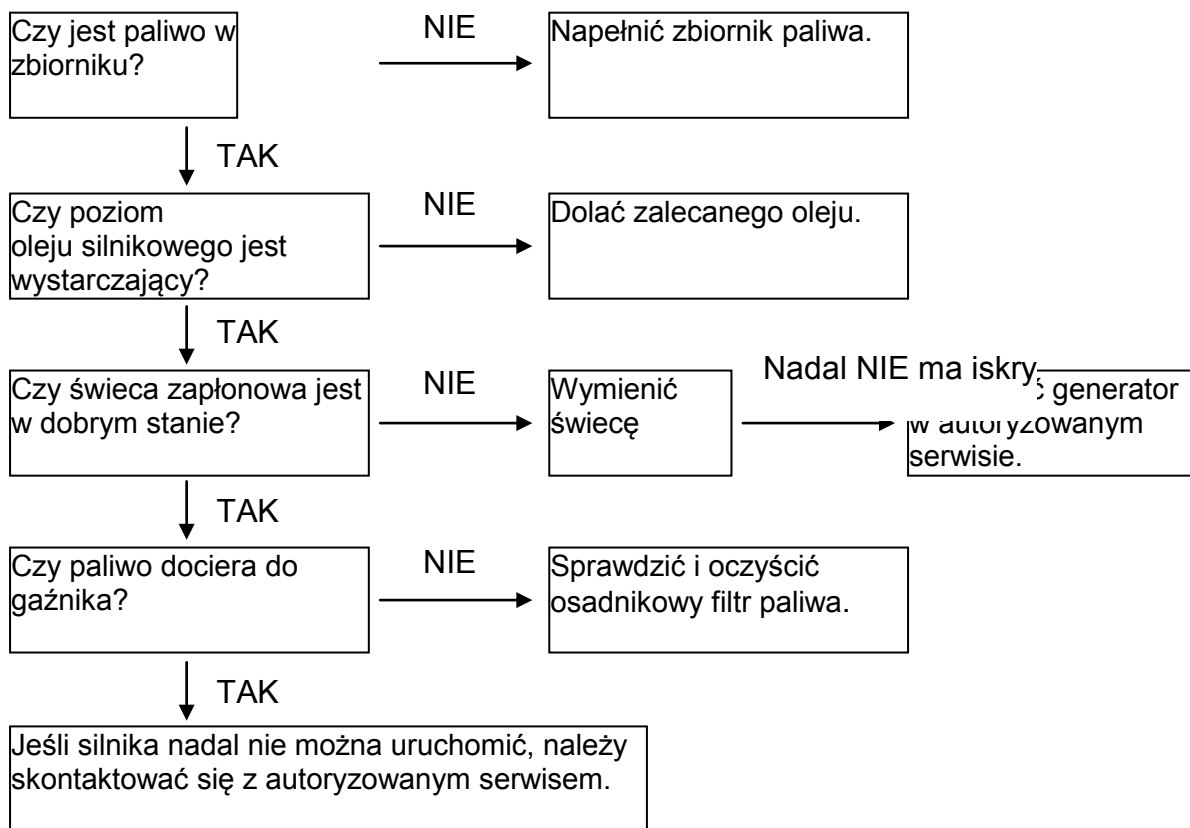 Czy jest paliwo w
zbiorniku?
NIE
Napełnić zbiornik paliwa.
TAK
Czy poziom
oleju silnikowego jest
wystarczający?
NIE
Dolać zalecanego oleju.
TAK
Czy świeca zapłonowa jest
w dobrym stanie?
NIE
Wymienić
świecę
Nadal NIE ma iskry
generator
w autoryzowanym
serwisie.
TAK
Czy paliwo dociera do
gaźnika?
NIE
Sprawdzić i oczyścić
osadnikowy filtr paliwa.
TAK
Jeśli silnika nadal nie można uruchomić, należy
skontaktować się z autoryzowanym serwisem.